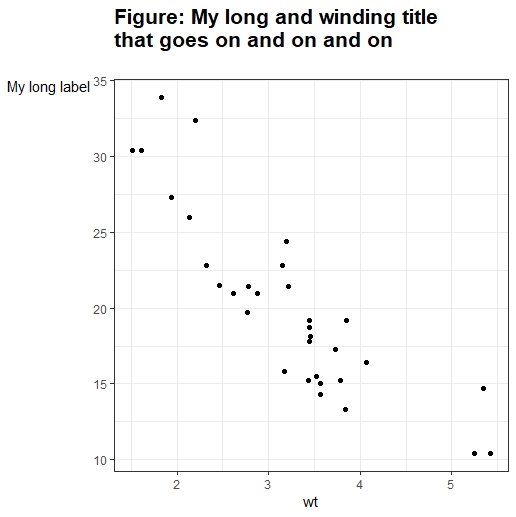 Figure: My long and winding title
that goes on and on and on
My long label
35
30
25
20
15
10
2 3 4 5
wt